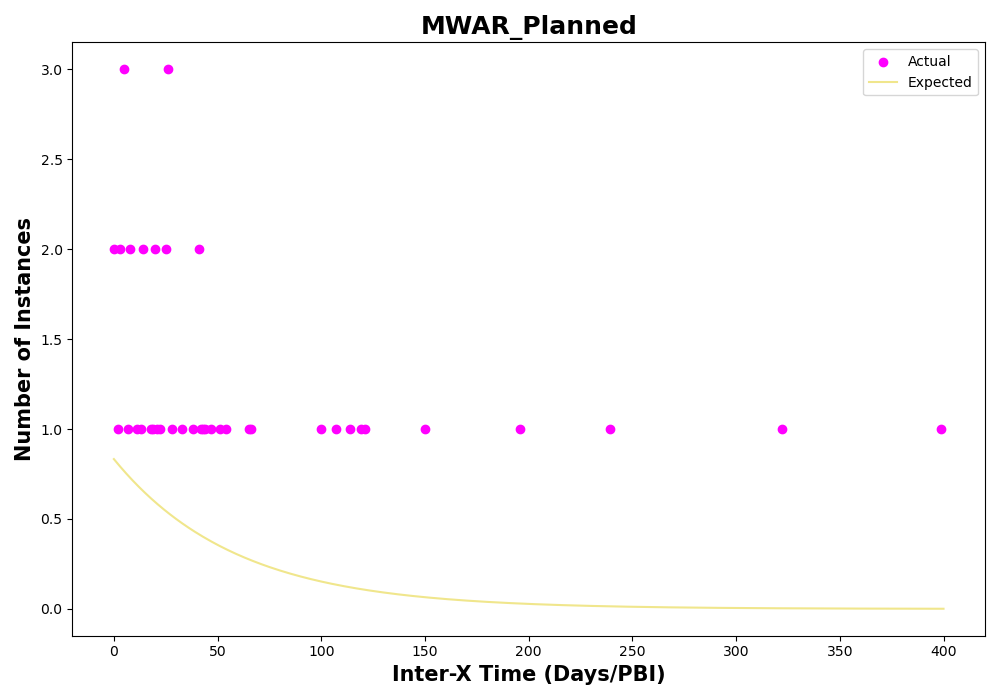 MWAR_Planned
Actual
Expected
Number of Instances
3.0
2.5
2.0
1.5
1.0
0.5
0.0
0 50 100 150 200 250 300 350 400
Inter-X Time (Days/PBI)